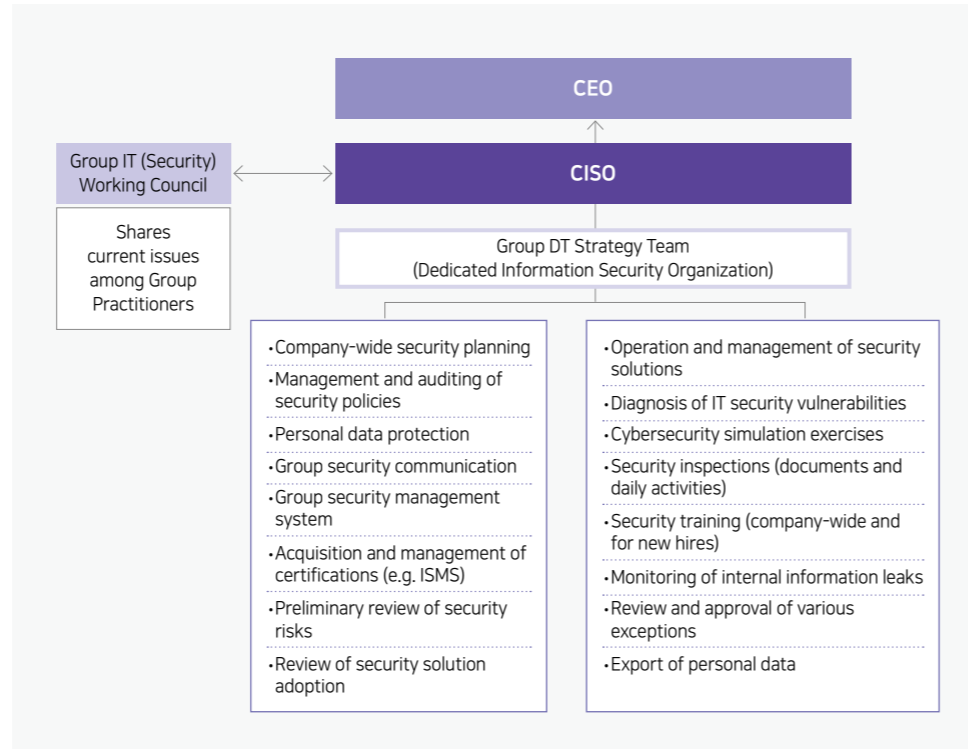 CEO
Group IT (Security)
Working Council
CISO
Shares
current issues
among Group
Practitioners
Group DT Strategy Team
(Dedicated Information Security Organization)
·Company-wide security planning
·Management and auditing of
security policies
·Personal data protection
·Group security communication
·Group security management
system
·Acquisition and management of
certifications (e.g. ISMS)
·Preliminary review of security
risks
·Review of security solution
adoption
·Operation and management of security
solutions
·Diagnosis of IT security vulnerabilities
·Cybersecurity simulation exercises
·Security inspections (documents and
daily activities)
·Security training (company-wide and
for new hires)
·Monitoring of internal information leaks
·Review and approval of various
exceptions
·Export of personal data